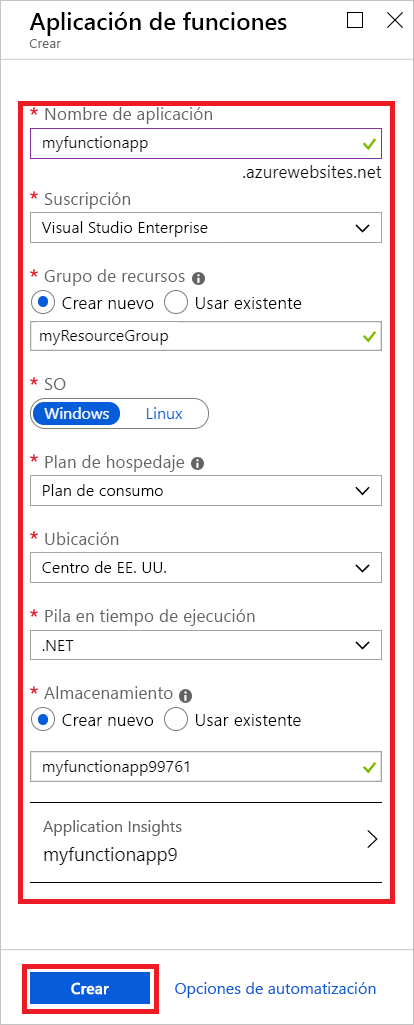 Aplicación de funciones
Crear
* Nombre de aplicación
myfunctionapp
.azurewebsites.net
* Suscripción
Visual Studio Enterprise
* Grupo de recursos
Crear nuevo Usar existente
myResourceGroup
* SO
Windows Linux
* Plan de hospedaje
Plan de consumo
* Ubicación
Centro de EE. UU.
* Pila en tiempo de ejecución
.NET
* Almacenamiento
Crear nuevo Usar existente
myfunctionapp99761
Application Insights
myfunctionapp9
Crear Opciones de automatización